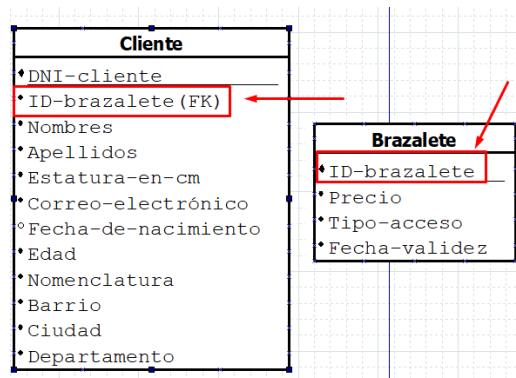 Cliente
DNI-cliente
ID-brazalete(FK)
Nombres
Apellidos
Estatura-en-cm
Correo-electrónico
Fecha-de-nacimiento
Edad
Nomenclatura
Barrio
Ciudad
Departamento
Brazalete
ID-brazalete
Precio
Tipo-acceso
Fecha-validez